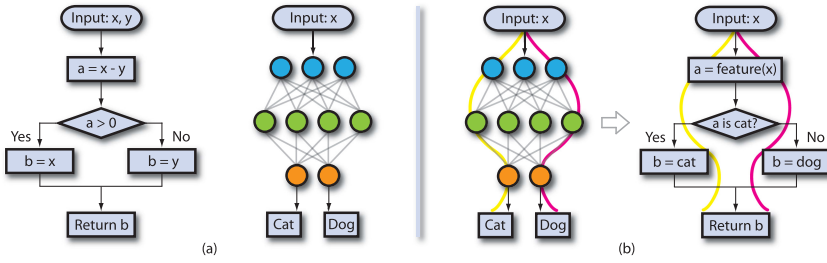 Input: x, y
a = x - y
a > 0
Yes
No
b = x
b = y
Return b
Input: x
Cat
Dog
(a)
Input: x
Cat
Dog
Input: x
a = feature(x)
a is cat?
Yes
No
b = cat
b = dog
Return b
(b)